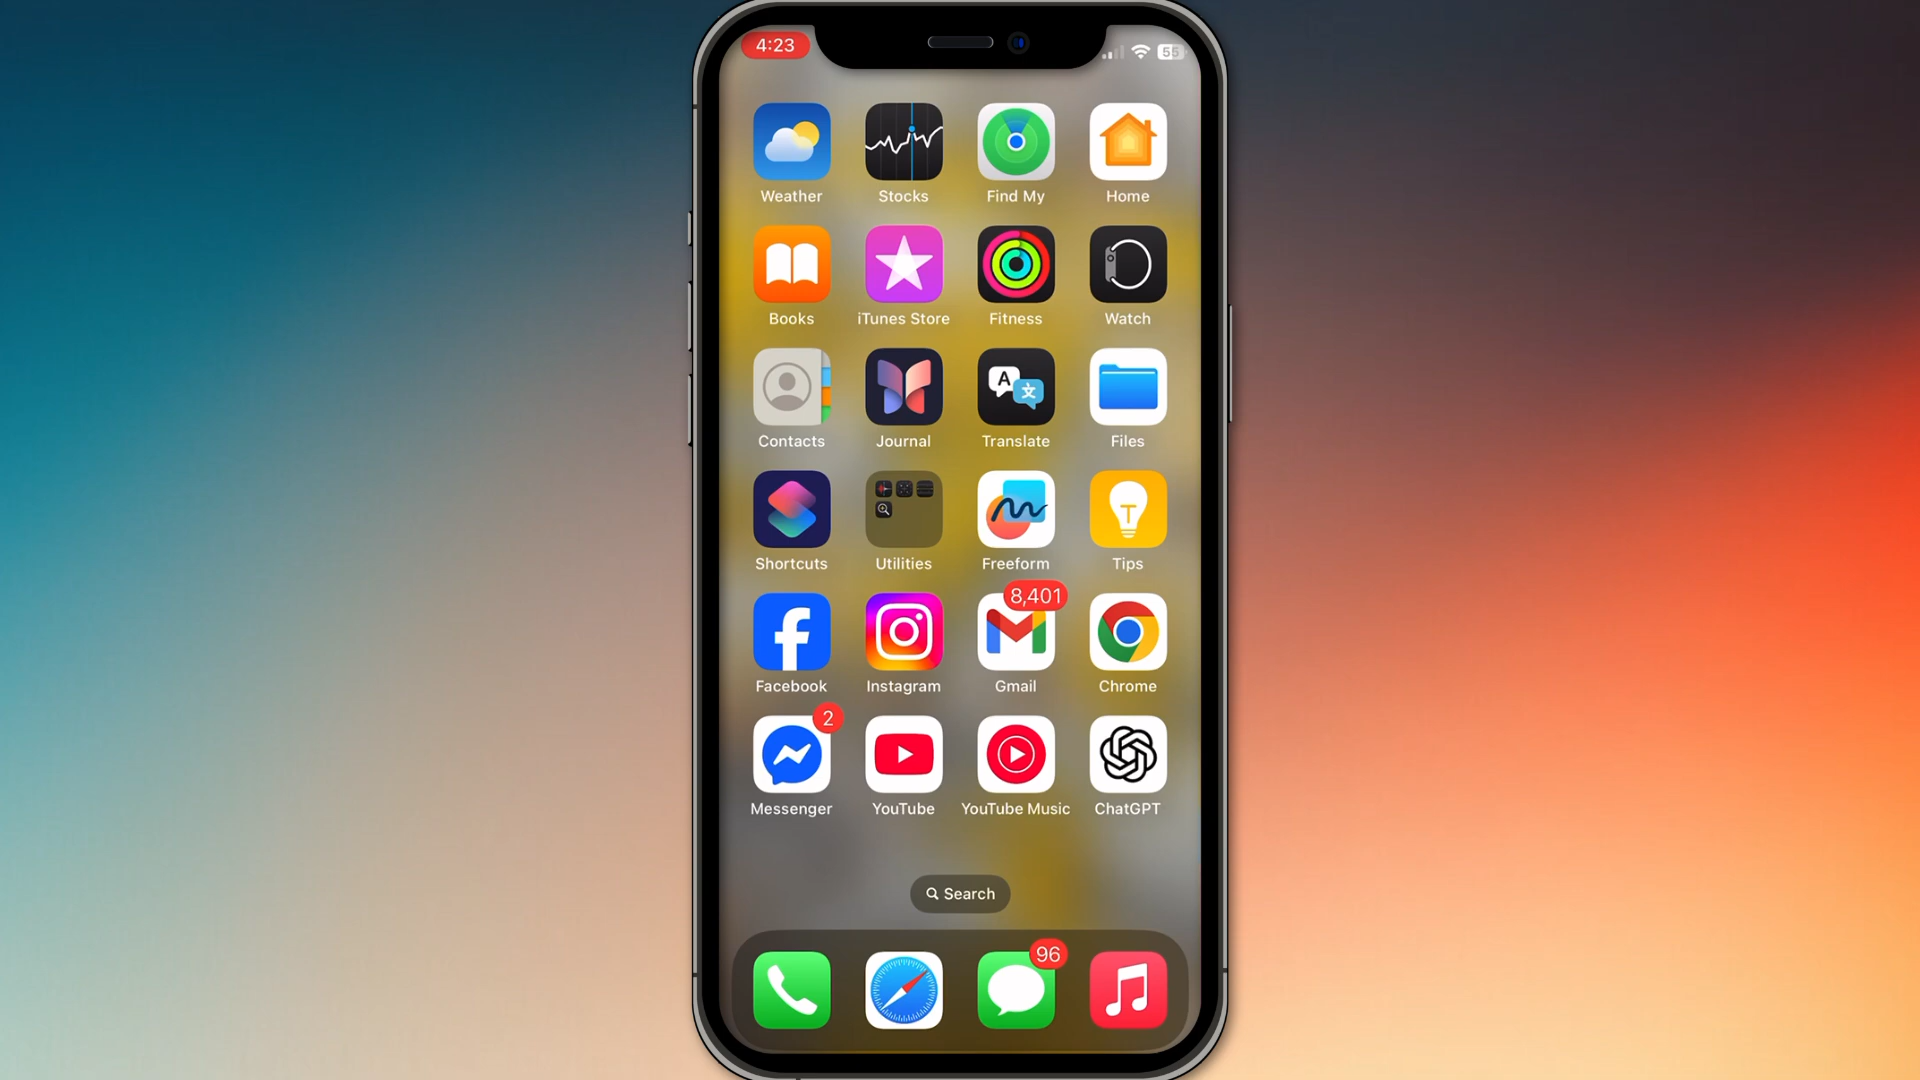 4:23
55
Weather Stocks Find My Home
Books iTunes Store Fitness Watch
A 文
Contacts Journal Translate Files
T
Shortcuts Utilities Freeform Tips
8,401
Facebook Instagram Gmail Chrome
2
Messenger YouTube YouTube Music ChatGPT
Search
96